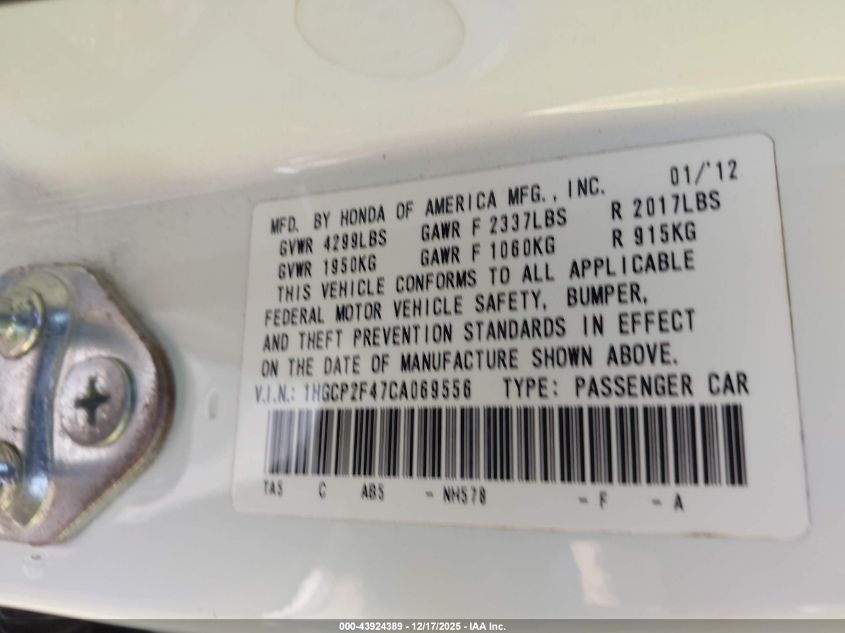 MFD. BY HONDA OF AMERICA MFG., INC. 01/'12
GVWR 4299LBS GAWR F 2337LBS R 2017LBS
GVWR 1950KG GAWR F 1060KG R 915KG
THIS VEHICLE CONFORMS TO ALL APPLICABLE
FEDERAL MOTOR VEHICLE SAFETY, BUMPER,
AND THEFT PREVENTION STANDARDS IN EFFECT
ON THE DATE OF MANUFACTURE SHOWN ABOVE.
V.I.N.: 1HGCP2F47CA069556 TYPE: PASSENGER CAR
TA5 C AB5 - NH578 - F - A
000-43924389 - 12/17/2025 - IAA Inc.